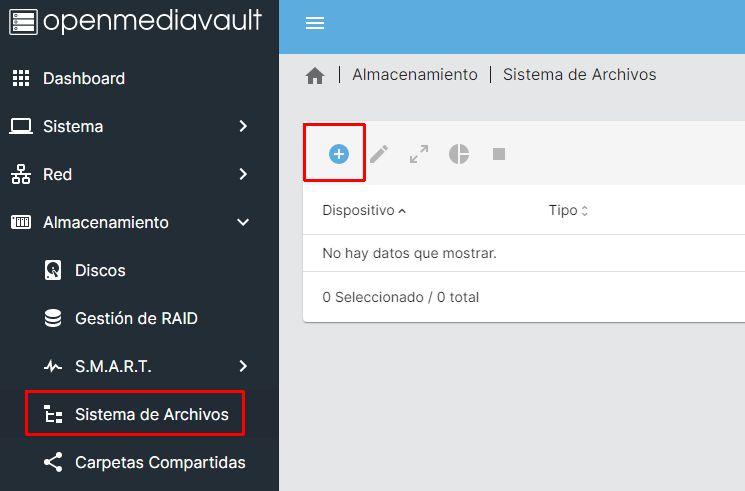 openmediavault
Dashboard
Sistema
Red
Almacenamiento
Discos
Gestión de RAID
S.M.A.R.T.
Sistema de Archivos
Carpetas Compartidas
| Almacenamiento | Sistema de Archivos
Dispositivo Tipo
No hay datos que mostrar.
0 Seleccionado / 0 total